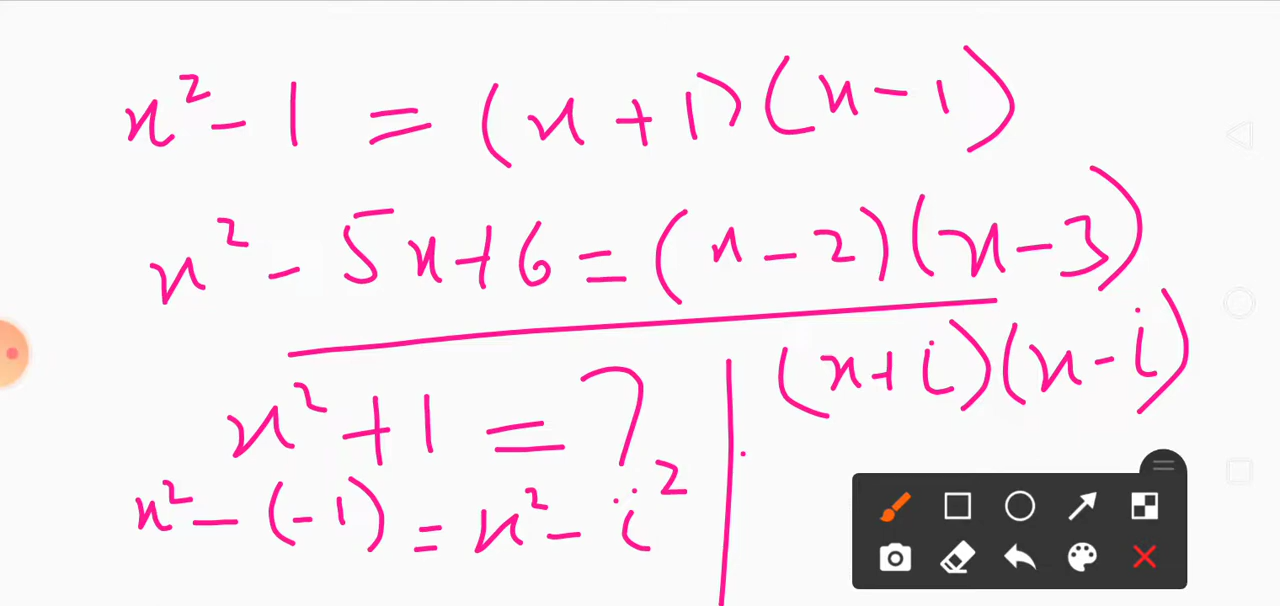 x² - 1 = (x + 1) (x - 1)
x² - 5x + 6 = (x - 2) (x - 3)
x² + 1 = ?
x² - (-1) = x² - i²
(x + i) (x - i)